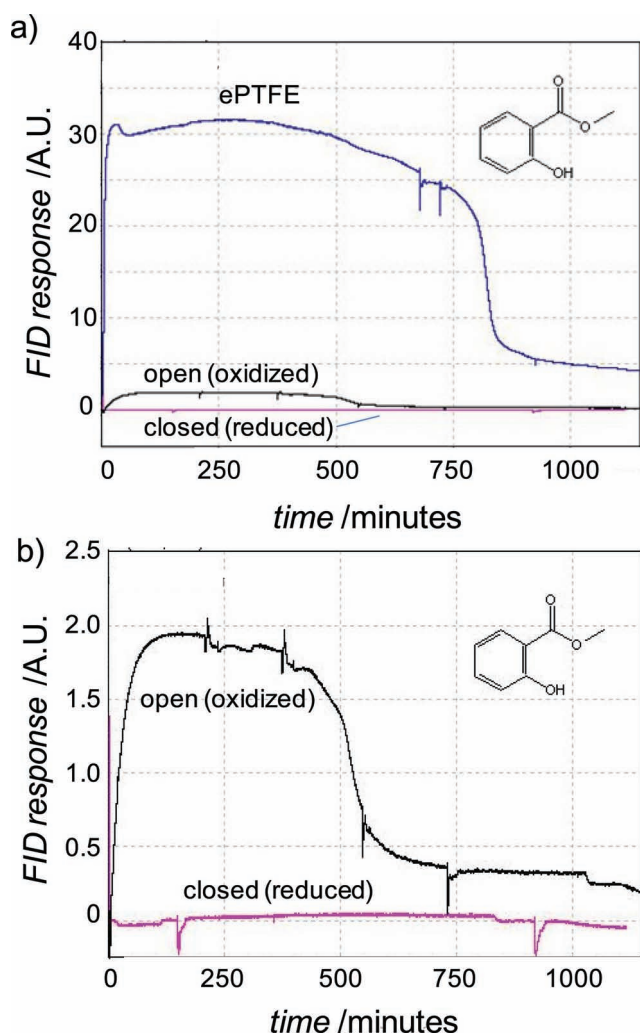 a)
40
30
20
10
0
FID response /A.U.
ePTFE
O
O
OH
open (oxidized)
closed (reduced)
0 250 500 750 1000
time /minutes
b)
2.5
2.0
1.5
1.0
0.5
0
FID response /A.U.
O
O
OH
open (oxidized)
closed (reduced)
0 250 500 750 1000
time /minutes